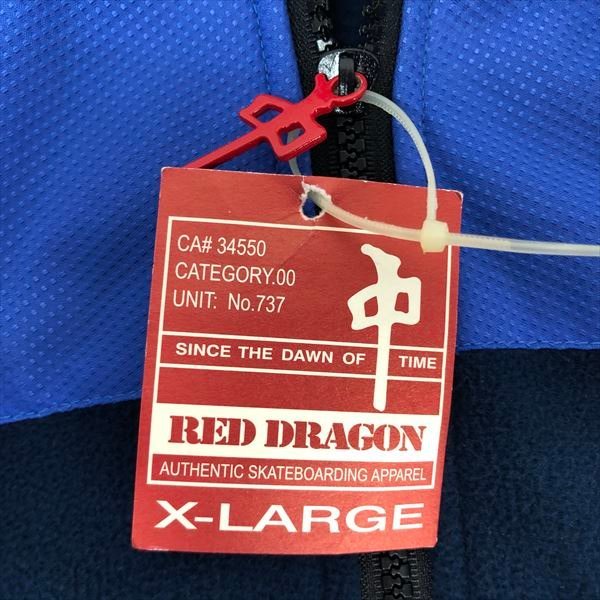 CA# 34550
CATEGORY.00
UNIT: No.737
中
SINCE THE DAWN OF TIME
RED DRAGON
AUTHENTIC SKATEBOARDING APPAREL
X-LARGE